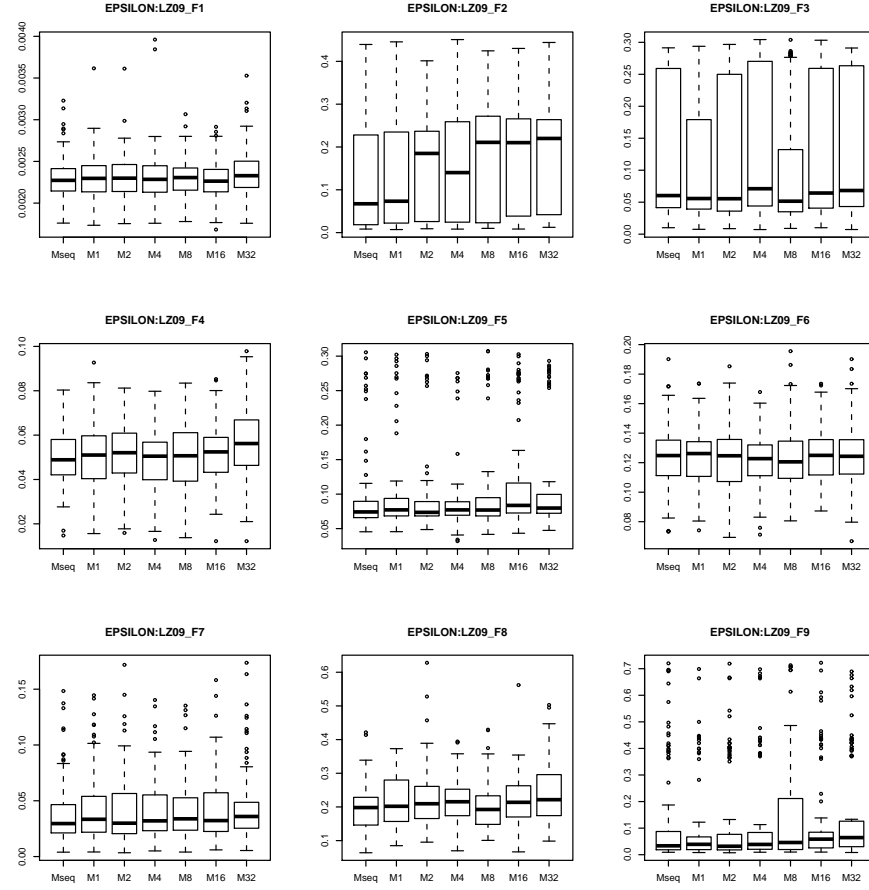 EPSILON:LZ09_F1
EPSILON:LZ09_F2
EPSILON:LZ09_F3
0.0020 0.0025 0.0030 0.0035 0.0040
Mseq M1 M2 M4 M8 M16 M32
0.0 0.1 0.2 0.3 0.4
Mseq M1 M2 M4 M8 M16 M32
0.00 0.05 0.10 0.15 0.20 0.25 0.30
Mseq M1 M2 M4 M8 M16 M32
EPSILON:LZ09_F4
EPSILON:LZ09_F5
EPSILON:LZ09_F6
0.02 0.04 0.06 0.08 0.10
Mseq M1 M2 M4 M8 M16 M32
0.05 0.10 0.15 0.20 0.25 0.30
Mseq M1 M2 M4 M8 M16 M32
0.08 0.10 0.12 0.14 0.16 0.18 0.20
Mseq M1 M2 M4 M8 M16 M32
EPSILON:LZ09_F7
EPSILON:LZ09_F8
EPSILON:LZ09_F9
0.00 0.05 0.10 0.15
Mseq M1 M2 M4 M8 M16 M32
0.1 0.2 0.3 0.4 0.5 0.6
Mseq M1 M2 M4 M8 M16 M32
0.0 0.1 0.2 0.3 0.4 0.5 0.6 0.7
Mseq M1 M2 M4 M8 M16 M32